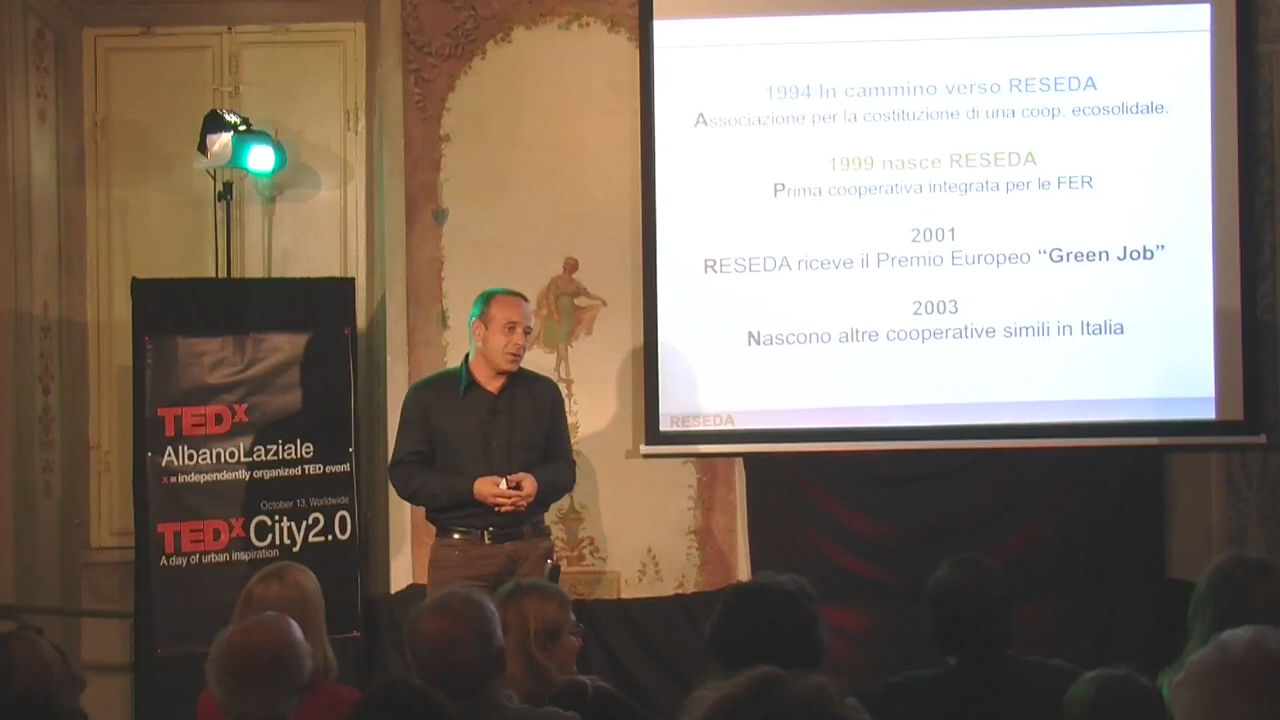 TEDx
AlbanoLaziale
x = independently organized TED event
October 13, Worldwide
TEDx City2.0
A day of urban inspiration
1994 In cammino verso RESEDA
Associazione per la costituzione di una coop. ecosolidale.
1999 nasce RESEDA
Prima cooperativa integrata per le FER
2001
RESEDA riceve il Premio Europeo “Green Job”
2003
Nascono altre cooperative simili in Italia
RESEDA